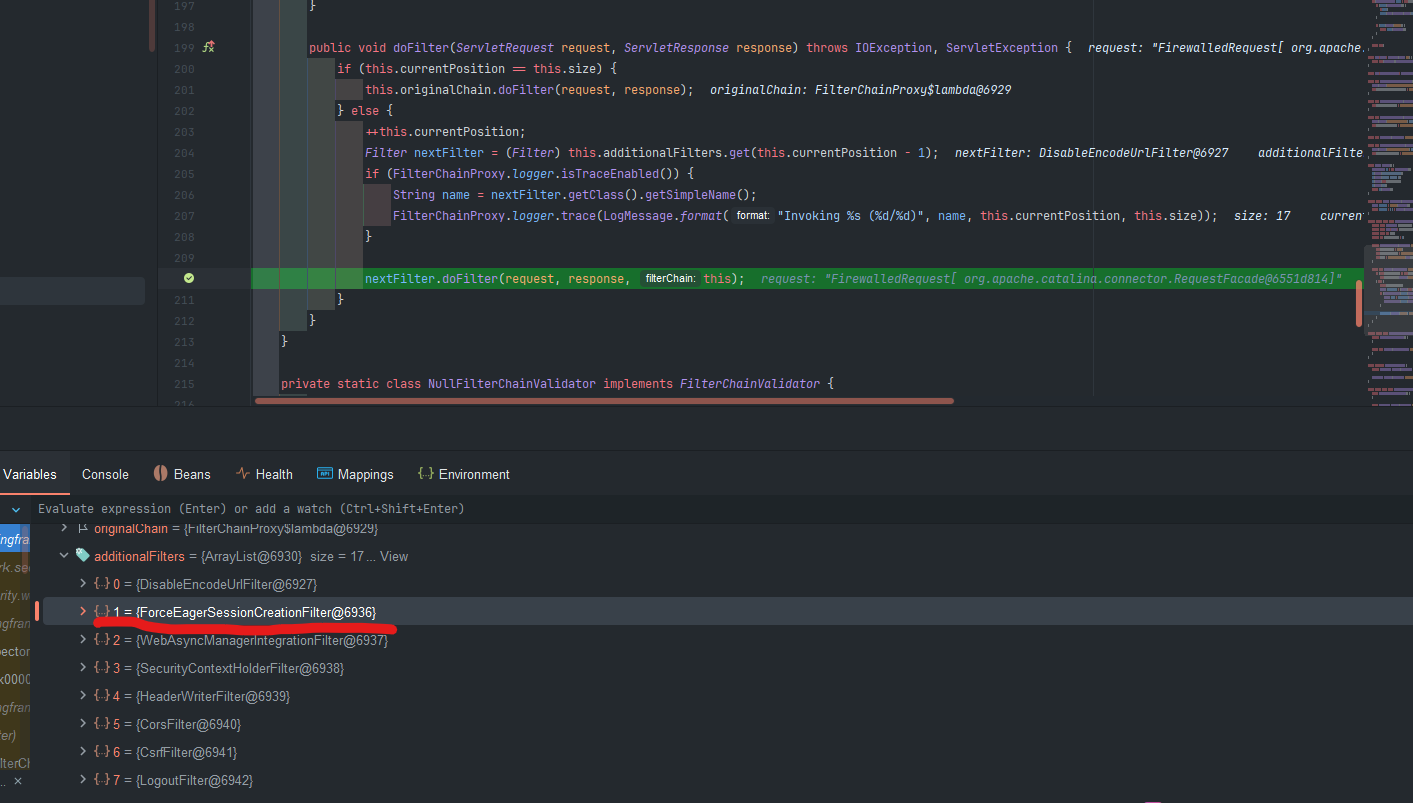 197 }
198
199 public void doFilter(ServletRequest request, ServletResponse response) throws IOException, ServletException { request: "FirewalledRequest[ org.apache.
200 if (this.currentPosition == this.size) {
201 this.originalChain.doFilter(request, response); originalChain: FilterChainProxy$lambda@6929
202 } else {
203 ++this.currentPosition;
204 Filter nextFilter = (Filter) this.additionalFilters.get(this.currentPosition - 1); nextFilter: DisableEncodeUrlFilter@6927 additionalFilte
205 if (FilterChainProxy.logger.isTraceEnabled()) {
206 String name = nextFilter.getClass().getSimpleName();
207 FilterChainProxy.logger.trace(LogMessage.format( format: "Invoking %s (%d/%d)", name, this.currentPosition, this.size)); size: 17 curren
208 }
209
nextFilter.doFilter(request, response, filterChain: this); request: "FirewalledRequest[ org.apache.catalina.connector.RequestFacade@6551d814]"
211 }
212 }
213 }
214
215 private static class NullFilterChainValidator implements FilterChainValidator {
216
Variables Console Beans Health Mappings Environment
Evaluate expression (Enter) or add a watch (Ctrl+Shift+Enter)
originalChain = {FilterChainProxy$lambda@6929}
ngfra additionalFilters = {ArrayList@6930} size = 17 ... View
rk.se 0 = {DisableEncodeUrlFilter@6927}
rity.w 1 = {ForceEagerSessionCreationFilter@6936}
ngfra 2 = {WebAsyncManagerIntegrationFilter@6937}
pector 3 = {SecurityContextHolderFilter@6938}
x0000 4 = {HeaderWriterFilter@6939}
ngfram 5 = {CorsFilter@6940}
ter) 6 = {CsrfFilter@6941}
ilterCh 7 = {LogoutFilter@6942}